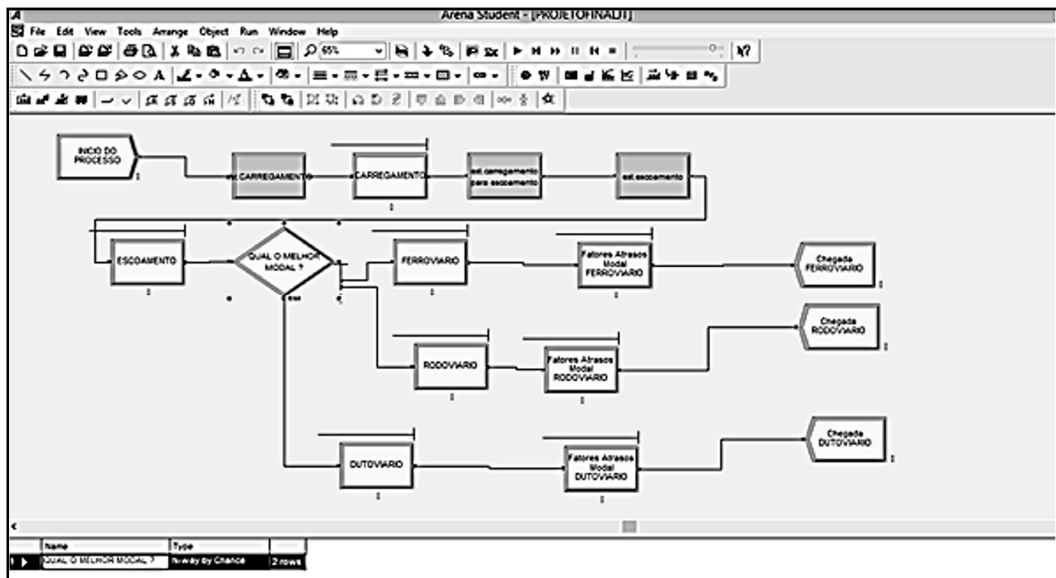 Arena Student - [PROJETOFINALJT]
File Edit View Tools Arrange Object Run Window Help
65%
INICIO DO
PROCESSO
CARREGAMENTO
CARREGAMENTO
est.carregamento
para escoamento
est.escoamento
ESCOAMENTO
QUAL O MELHOR
MODAL ?
Else
FERROVIARIO
Fatores Atrasos
Modal
FERROVIARIO
Chegada
FERROVIARIO
RODOVIARIO
Fatores Atrasos
Modal
RODOVIARIO
Chegada
RODOVIARIO
DUTOVIARIO
Fatores Atrasos
Modal
DUTOVIARIO
Chegada
DUTOVIARIO
Name Type
QUAL O MELHOR MODAL ? N-way by Chance 2 rows